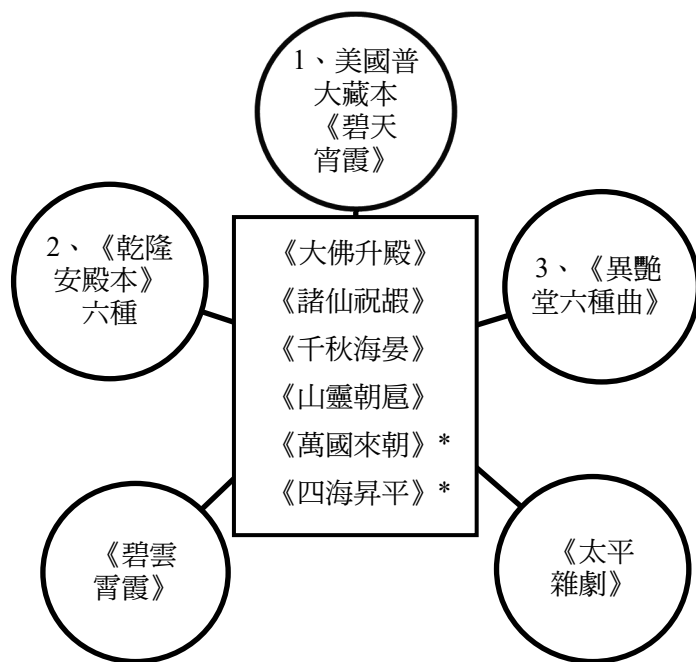 1、美國普
大藏本
《碧天
宵霞》
2、《乾隆
安殿本》
六種
《大佛升殿》
《諸仙祝嘏》
《千秋海晏》
《山靈朝扈》
《萬國來朝》*
《四海昇平》*
3、《異艷
堂六種曲》
《碧雲
霄霞》
《太平
雜劇》